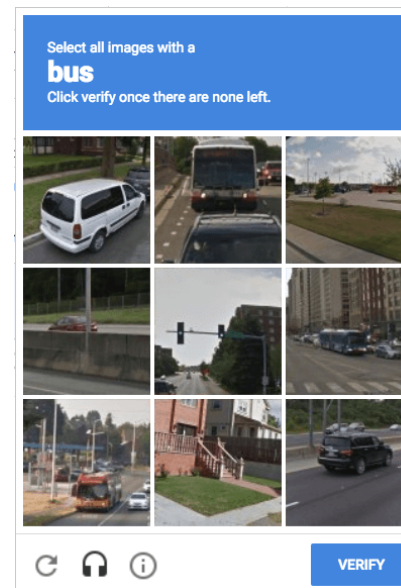 Select all images with a
bus
Click verify once there are none left.
VERIFY